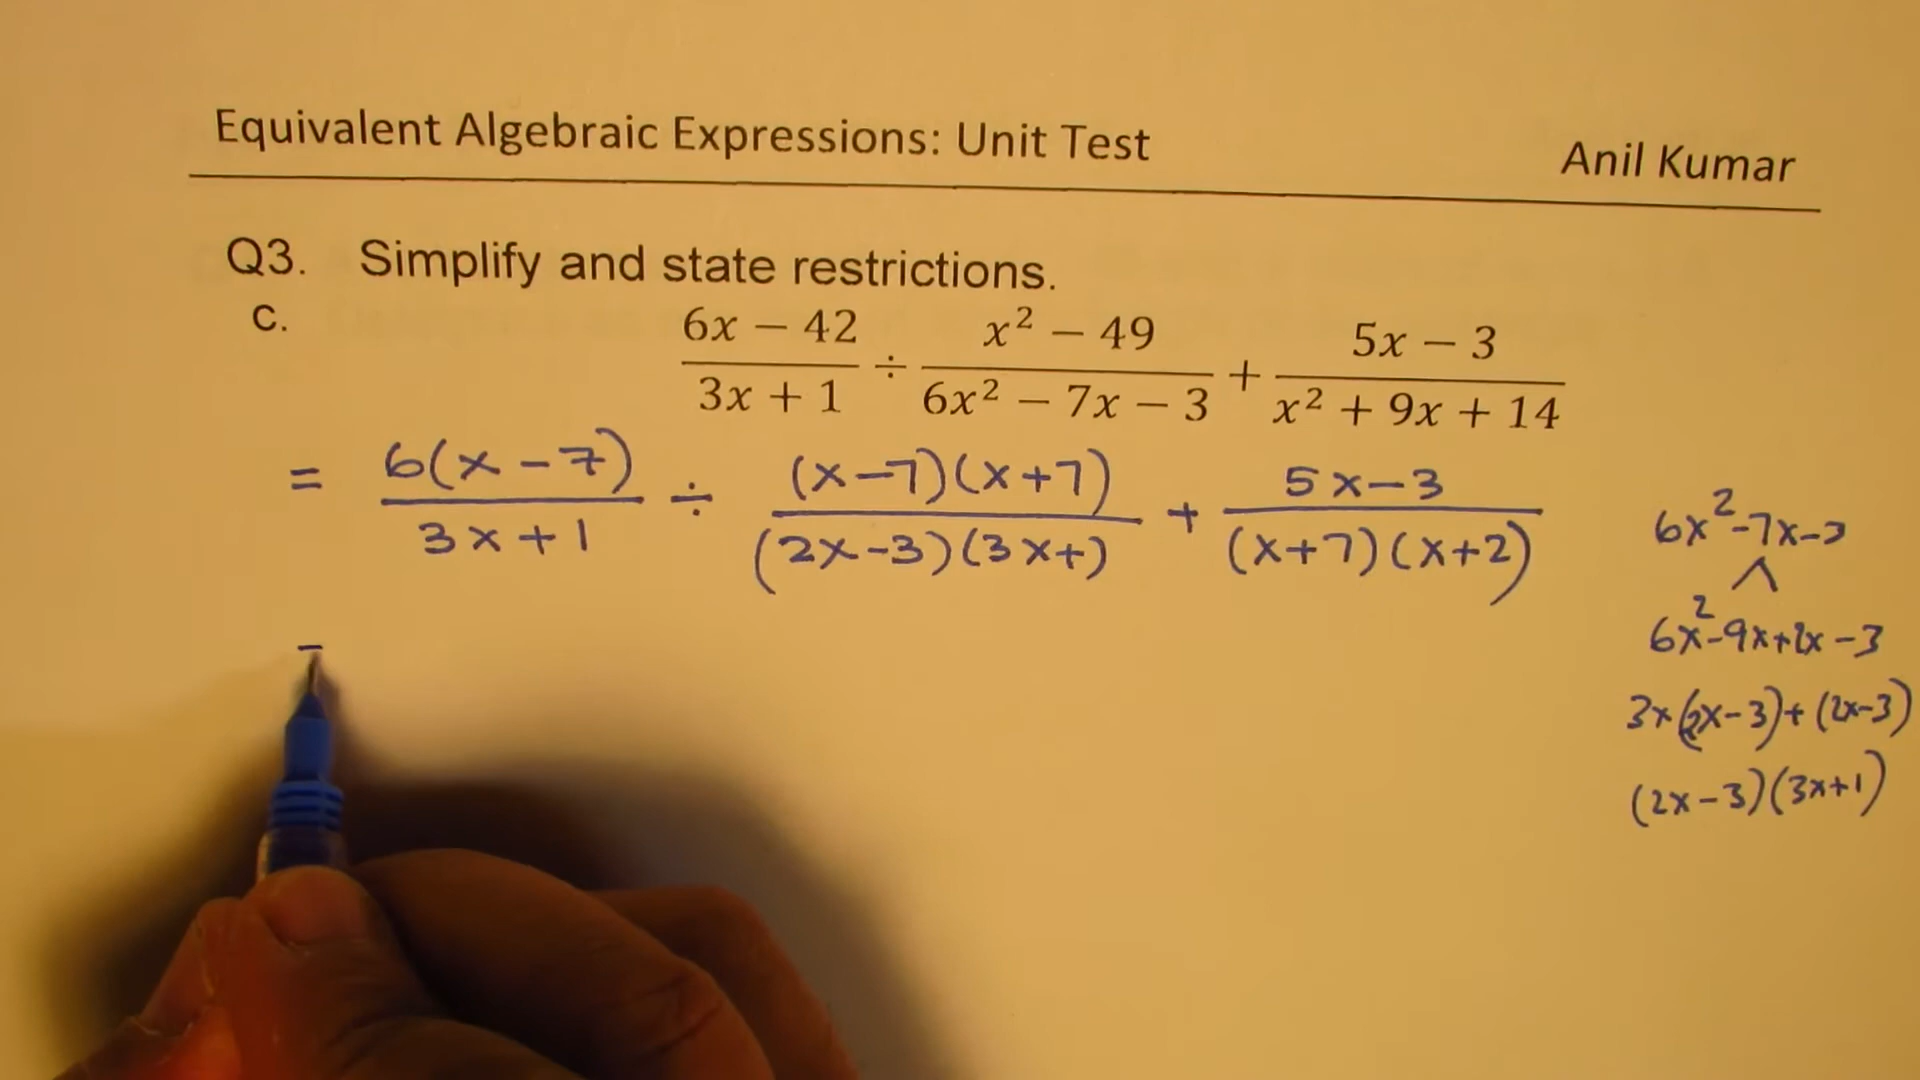 Equivalent Algebraic Expressions: Unit Test
Anil Kumar
Q3. Simplify and state restrictions.
c. (6x − 42)/(3x + 1) ÷ (x² − 49)/(6x² − 7x − 3) + (5x − 3)/(x² + 9x + 14)
= 6(x−7)/(3x+1) ÷ (x−7)(x+7)/(2x−3)(3x+) + (5x−3)/(x+7)(x+2)
6x²−7x−3
6x²−9x+2x−3
3x(2x−3)+(2x−3)
(2x−3)(3x+1)